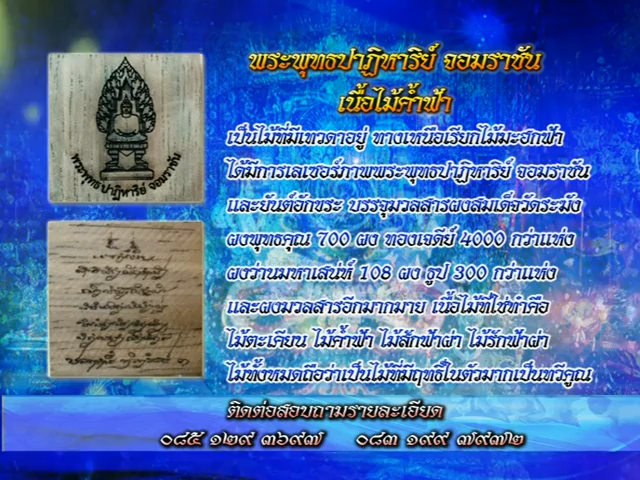 พระพุทธปาฏิหาริย์ จอมราชัน
เนื้อไม้ค้ำฟ้า
พระพุทธปาฏิหาริย์ จอมราชัน
เป็นไม้ที่มีเทวดาอยู่ ทางเหนือเรียกไม้มะฮกฟ้า
ได้มีการเลเซอร์ภาพพระพุทธปาฏิหาริย์ จอมราชัน
และยันต์อักขระ บรรจุมวลสารผงสมเด็จวัดระฆัง
ผงพุทธคุณ 700 ผง ทองเจดีย์ 4000 กว่าแห่ง
ผงว่านมหาเสน่ห์ 108 ผง ธูป 300 กว่าแห่ง
และผงมวลสารอีกมากมาย เนื้อไม้ที่ใช้ทำคือ
ไม้ตะเคียน ไม้ค้ำฟ้า ไม้สักฟ้าผ่า ไม้รักฟ้าผ่า
ไม้ทั้งหมดถือว่าเป็นไม้ที่มีฤทธิ์ในตัวมากเป็นทวีคูณ
ติดต่อสอบถามรายละเอียด
๐๘๕ ๑๒๙ ๓๖๙๗ ๐๘๓ ๑๙๙ ๗๙๗๒